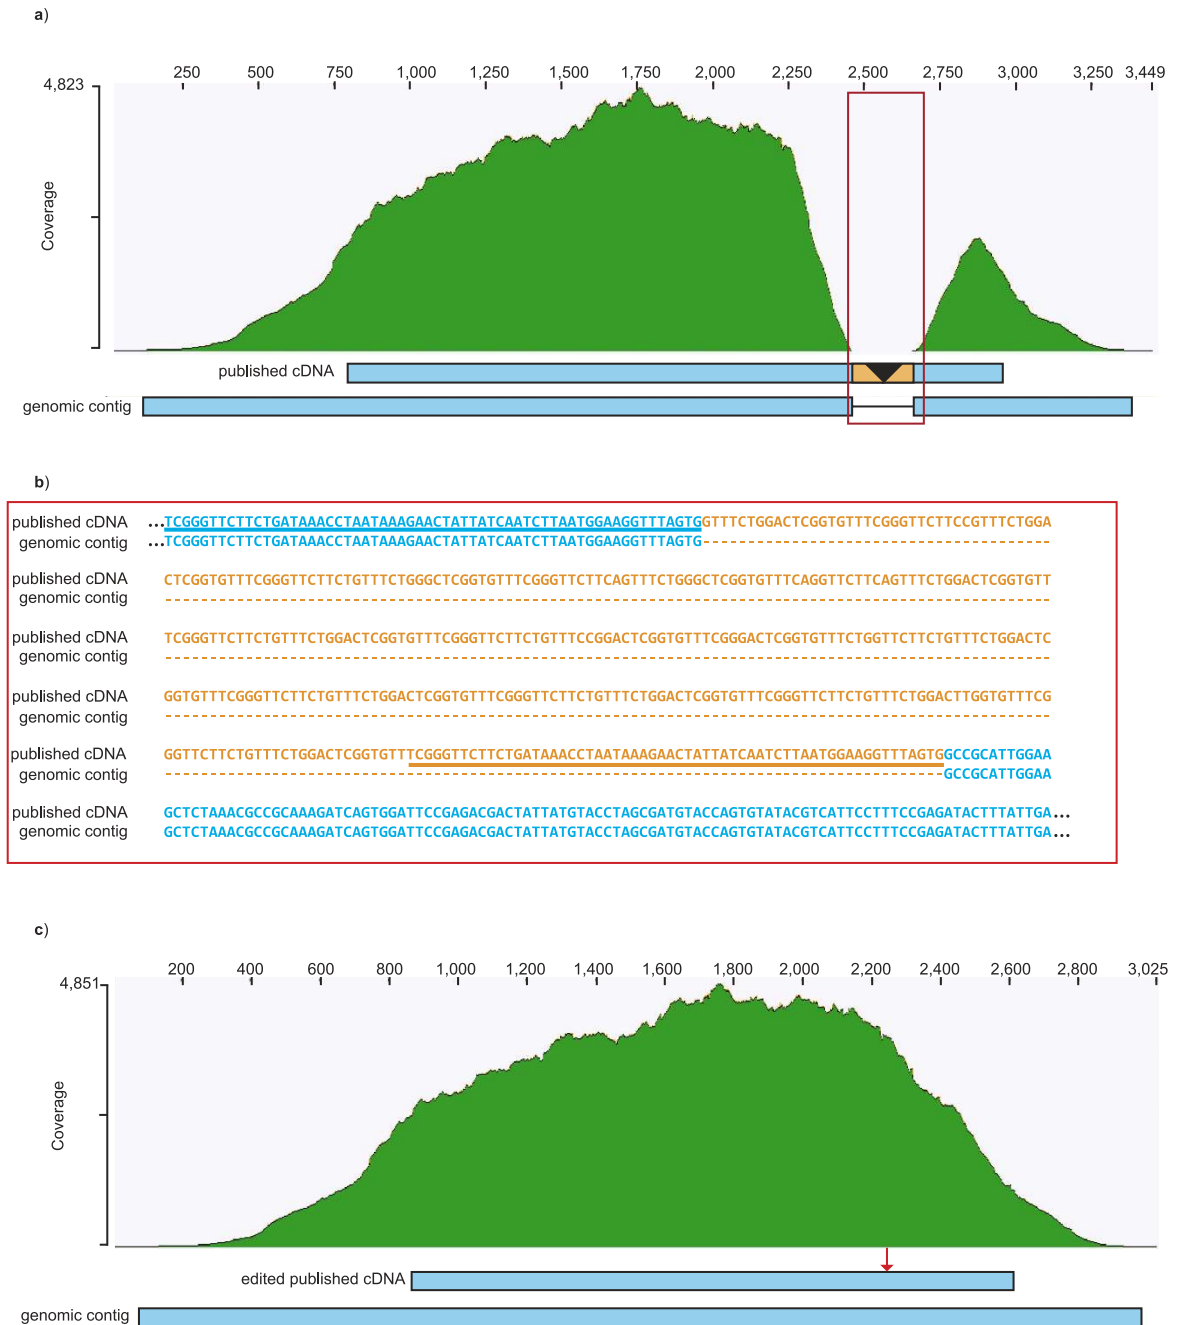 a)
250 500 750 1,000 1,250 1,500 1,750 2,000 2,250 2,500 2,750 3,000 3,250 3,449
4,823
Coverage
published cDNA
genomic contig
b)
published cDNA ...TCGGGTTCTTCTGATAAACCTAATAAAGAACTATTATCAATCTTAATGGAAGGTTTAGTGGTTTCTGGACTCGGTGTTTCGGGTTCTTCCGTTTCTGGA
genomic contig ...TCGGGTTCTTCTGATAAACCTAATAAAGAACTATTATCAATCTTAATGGAAGGTTTAGTG----------------------------------------
published cDNA CTCGGTGTTTCGGGTTCTTCTGTTTCTGGGCTCGGTGTTTCGGGTTCTTCAGTTTCTGGGCTCGGTGTTTCAGGTTCTTCAGTTTCTGGACTCGGTGTT
genomic contig ---------------------------------------------------------------------------------------------------
published cDNA TCGGGTTCTTCTGTTTCTGGACTCGGTGTTTCGGGTTCTTCTGTTTCCGGACTCGGTGTTTCGGGACTCGGTGTTTCTGGTTCTTCTGTTTCTGGACTC
genomic contig ---------------------------------------------------------------------------------------------------
published cDNA GGTGTTTCGGGTTCTTCTGTTTCTGGACTCGGTGTTTCGGGTTCTTCTGTTTCTGGACTCGGTGTTTCGGGTTCTTCTGTTTCTGGACTTGGTGTTTCG
genomic contig ---------------------------------------------------------------------------------------------------
published cDNA GGTTCTTCTGTTTCTGGACTCGGTGTTTCGGGTTCTTCTGATAAACCTAATAAAGAACTATTATCAATCTTAATGGAAGGTTTAGTGGCCGCATTGGAA
genomic contig ---------------------------------------------------------------------------------------GCCGCATTGGAA
published cDNA GCTCTAAACGCCGCAAAGATCAGTGGATTCCGAGACGACTATTATGTACCTAGCGATGTACCAGTGTATACGTCATTCCTTTCCGAGATACTTTATTGA...
genomic contig GCTCTAAACGCCGCAAAGATCAGTGGATTCCGAGACGACTATTATGTACCTAGCGATGTACCAGTGTATACGTCATTCCTTTCCGAGATACTTTATTGA...
c)
200 400 600 800 1,000 1,200 1,400 1,600 1,800 2,000 2,200 2,400 2,600 2,800 3,025
4,851
Coverage
edited published cDNA
genomic contig